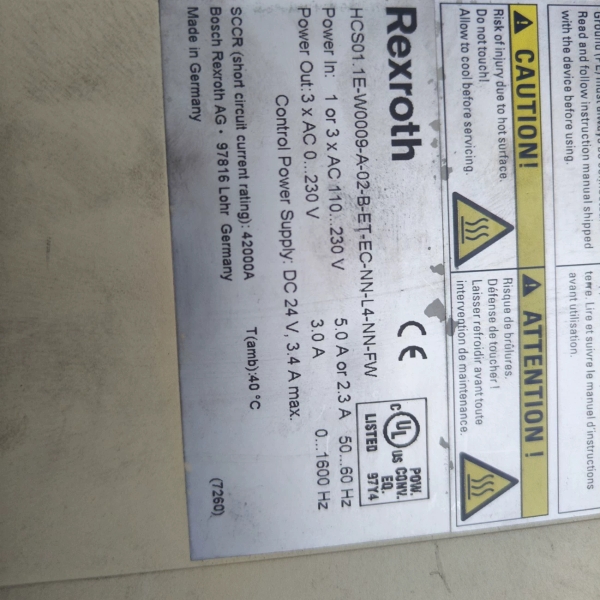 Read and follow instruction manual shipped
with the device before using.
terre. Lire et suivre le manuel d'instructions
avant utilisation.
CAUTION!
Risk of injury due to hot surface.
Do not touch!
Allow to cool before servicing.
ATTENTION !
Risque de brûlures.
Défense de toucher !
Laisser refroidir avant toute
intervention de maintenance.
Rexroth
CE
C UL US
LISTED
POW.
CONV.
EQ.
97Y4
HCS01.1E-W0009-A-02-B-ET-EC-NN-L4-NN-FW
Power In: 1 or 3 x AC 110...230 V 5.0 A or 2.3 A 50...60 Hz
Power Out: 3 x AC 0...230 V 3.0 A 0...1600 Hz
Control Power Supply: DC 24 V, 3.4 A max.
SCCR (short circuit current rating): 42000A T(amb):40 °C
Bosch Rexroth AG · 97816 Lohr Germany
Made in Germany (7260)